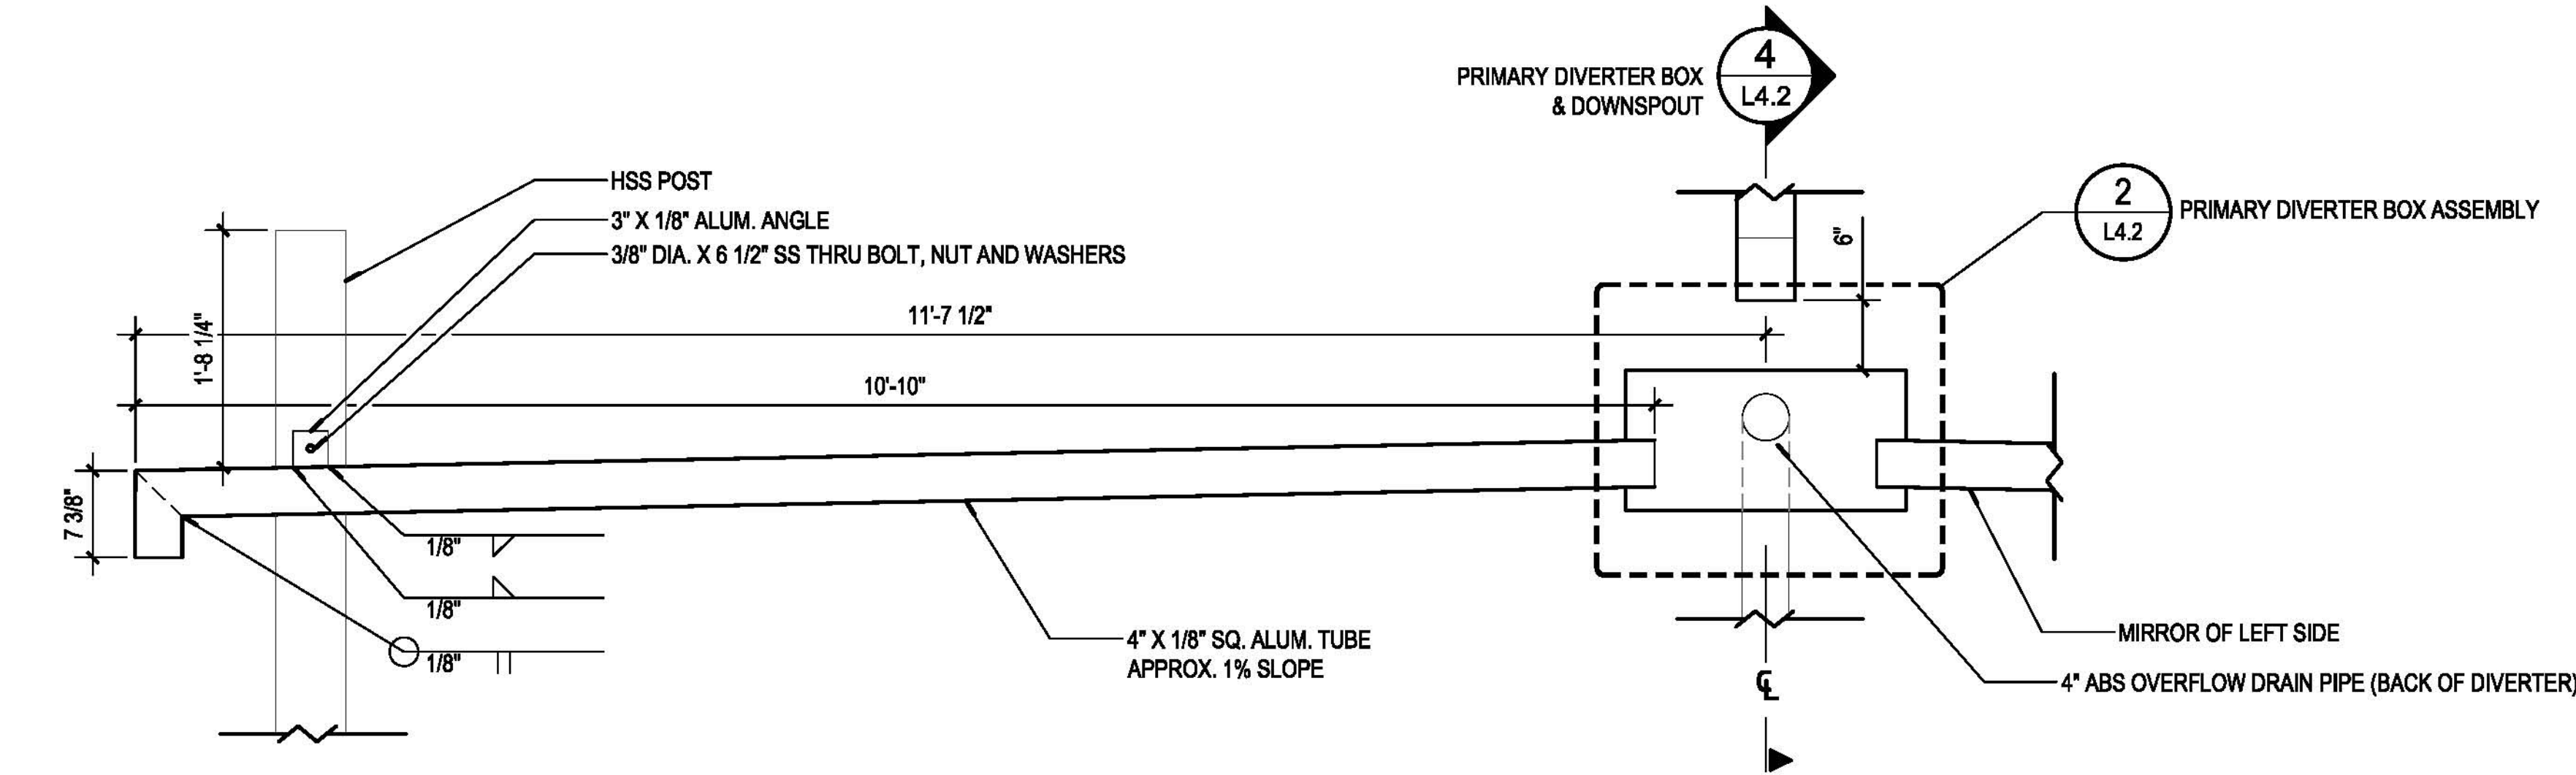 4
PRIMARY DIVERTER BOX
& DOWNSPOUT
L4.2
HSS POST
3" X 1/8" ALUM. ANGLE
3/8" DIA. X 6 1/2" SS THRU BOLT, NUT AND WASHERS
2
PRIMARY DIVERTER BOX ASSEMBLY
L4.2
6"
11'-7 1/2"
1'-8 1/4"
10'-10"
7 3/8"
1/8"
1/8"
1/8"
4" X 1/8" SQ. ALUM. TUBE
APPROX. 1% SLOPE
MIRROR OF LEFT SIDE
℄
4" ABS OVERFLOW DRAIN PIPE (BACK OF DIVERTER)